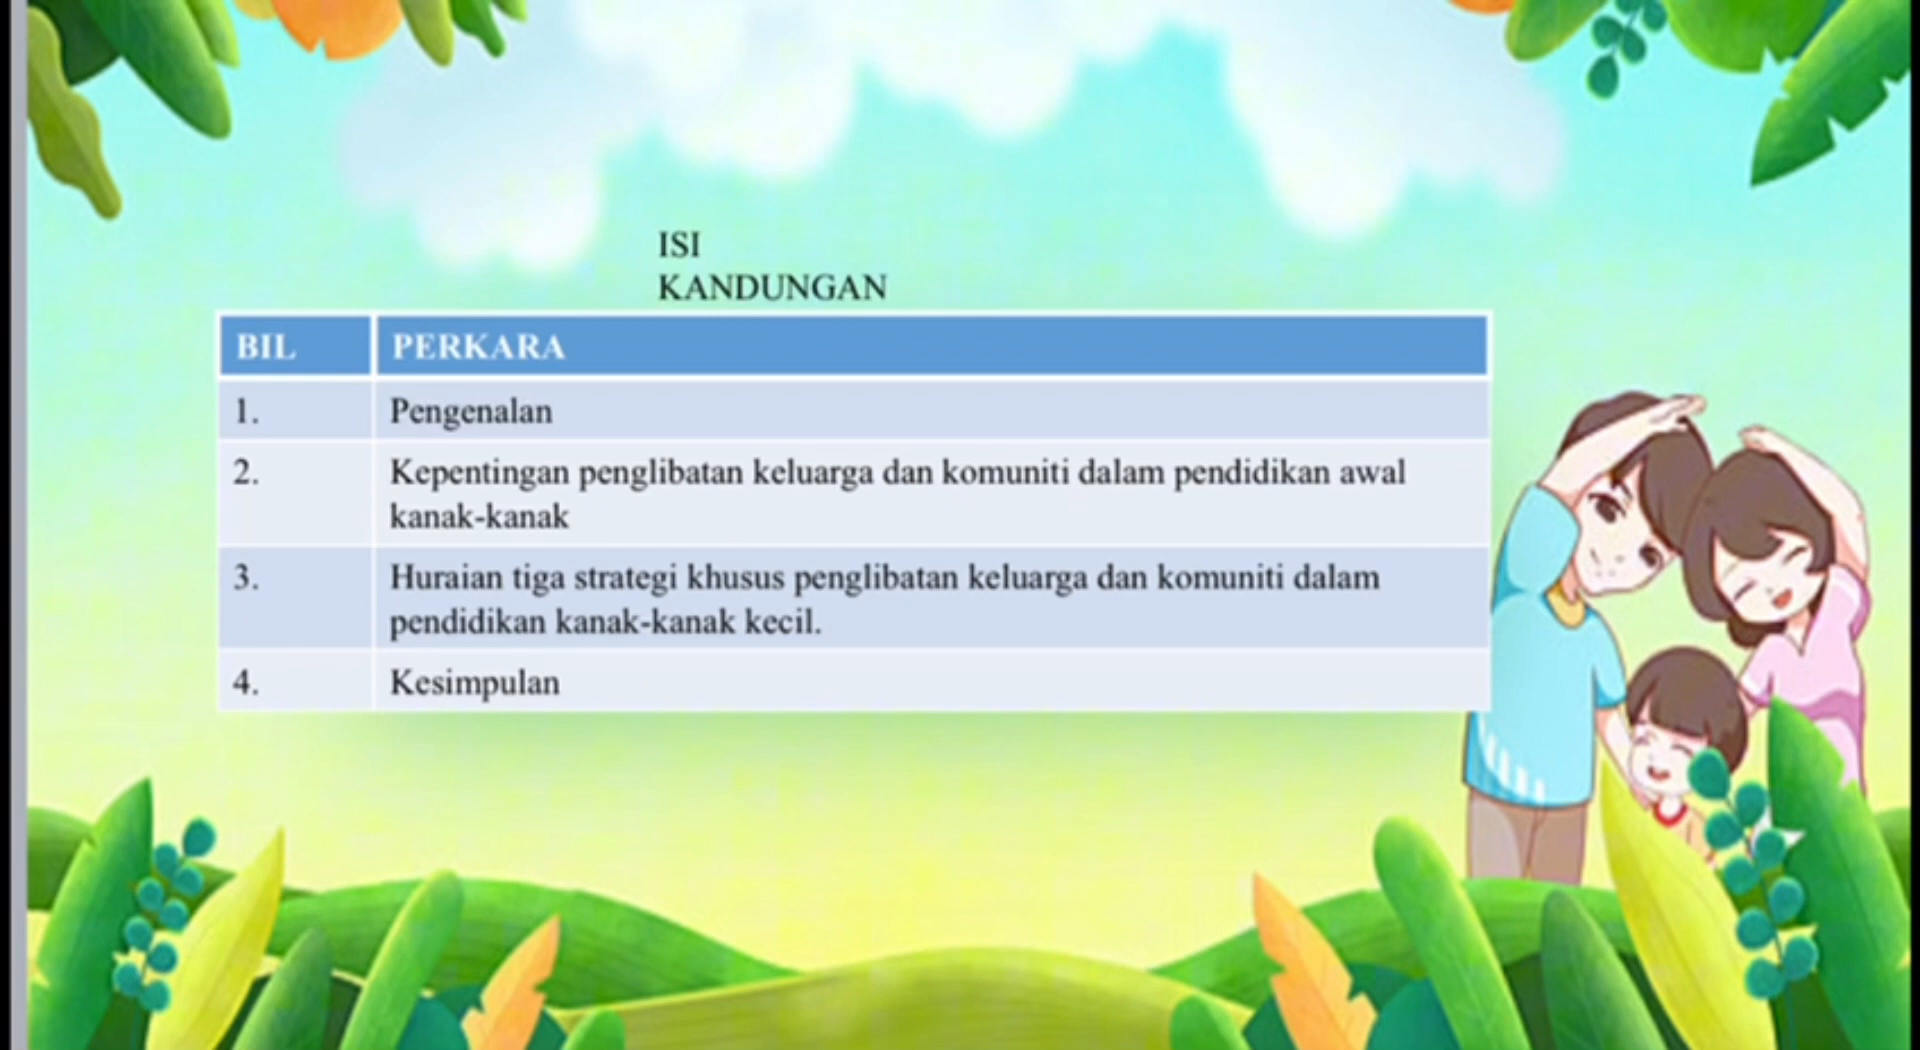 ISI
KANDUNGAN
BIL PERKARA
1. Pengenalan
2. Kepentingan penglibatan keluarga dan komuniti dalam pendidikan awal
kanak-kanak
3. Huraian tiga strategi khusus penglibatan keluarga dan komuniti dalam
pendidikan kanak-kanak kecil.
4. Kesimpulan